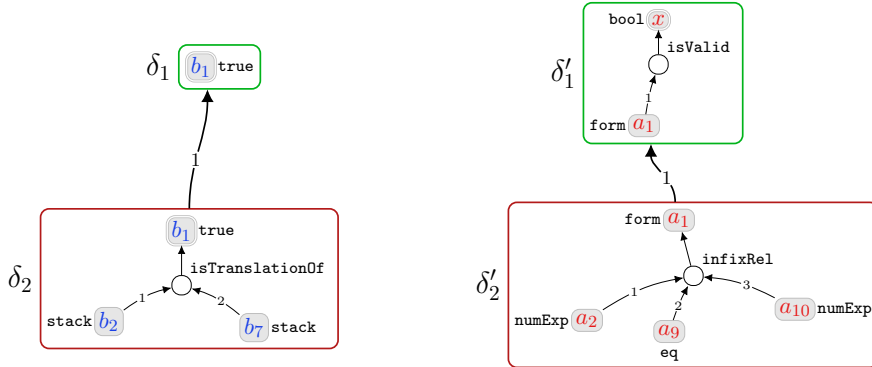 δ₁ b₁ true
1
δ₂ b₁ true
isTranslationOf
1 2
stack b₂
b₇ stack
bool x
isValid
δ′₁
1
form a₁
1
form a₁
infixRel
δ′₂
1 2 3
numExp a₂
a₉
a₁₀ numExp
eq